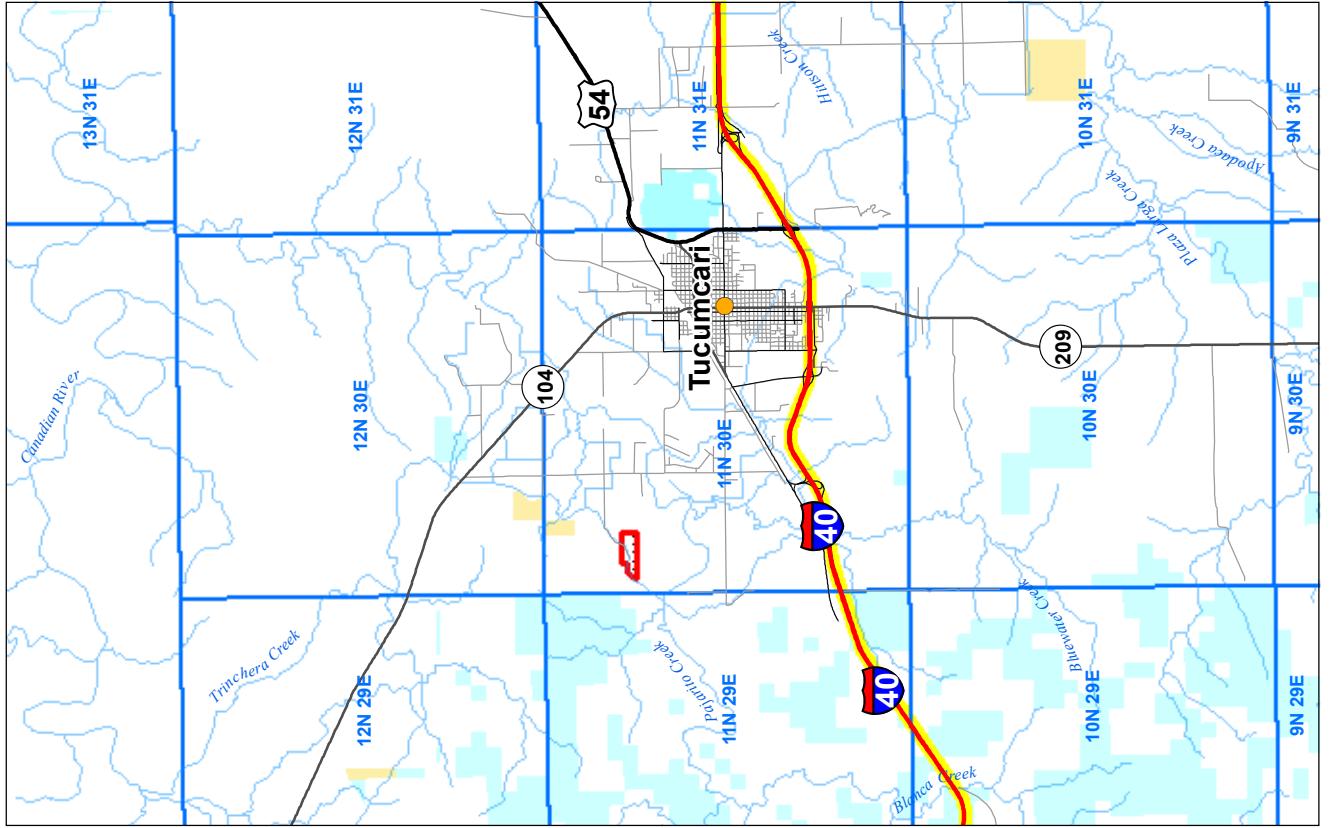 13N 31E
12N 31E
54
11N 31E
Hittson Creek
10N 31E
Apodaca Creek
9N 31E
Plaza Larga Creek
Canadian River
12N 30E
104
Tucumcari
11N 30E
209
10N 30E
9N 30E
40
Trinchera Creek
12N 29E
Pajarito Creek
11N 29E
40
Bluewater Creek
10N 29E
9N 29E
Blanca Creek